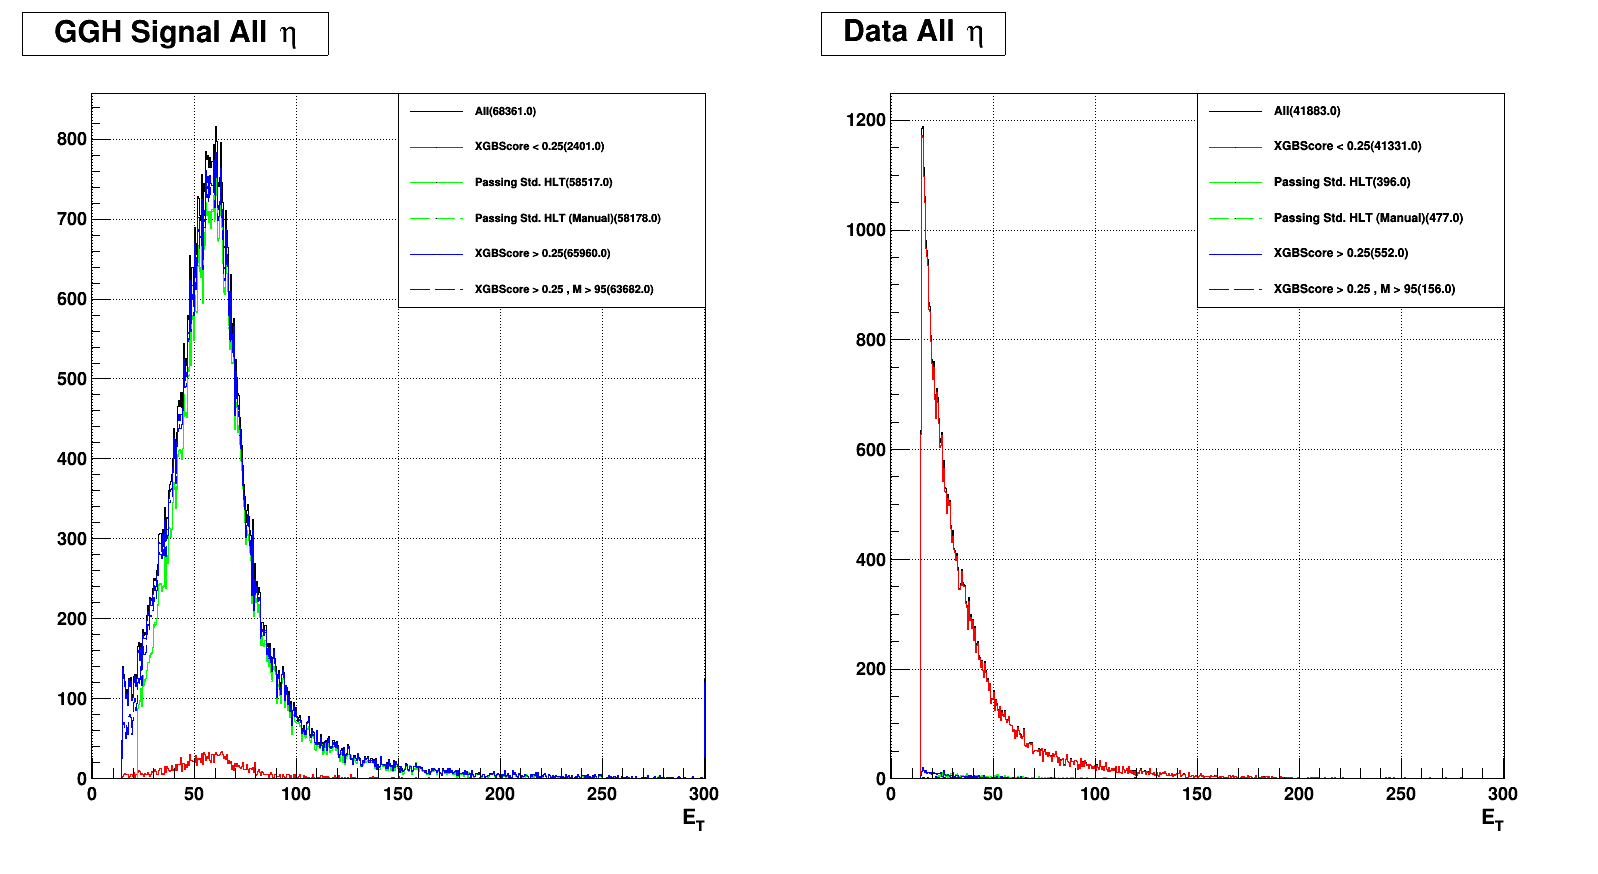 GGH Signal All η
All(68361.0)
XGBScore < 0.25(2401.0)
Passing Std. HLT(58517.0)
Passing Std. HLT (Manual)(58178.0)
XGBScore > 0.25(65960.0)
XGBScore > 0.25 , M > 95(63682.0)
800
700
600
500
400
300
200
100
0
0 50 100 150 200 250 300
E_T
Data All η
All(41883.0)
XGBScore < 0.25(41331.0)
Passing Std. HLT(396.0)
Passing Std. HLT (Manual)(477.0)
XGBScore > 0.25(552.0)
XGBScore > 0.25 , M > 95(156.0)
1200
1000
800
600
400
200
0
0 50 100 150 200 250 300
E_T